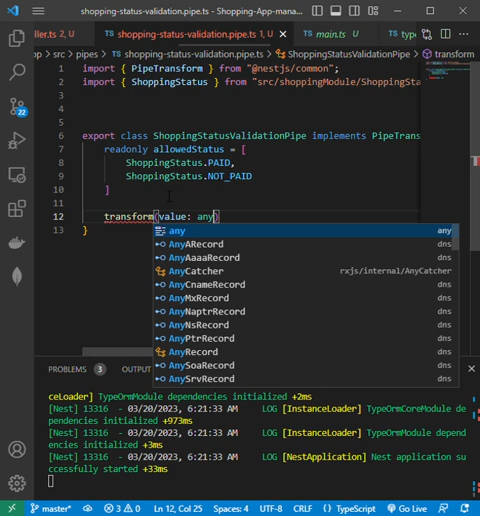 shopping-status-validation.pipe.ts - Shopping-App-mana...
ller.ts 2, U
TS shopping-status-validation.pipe.ts 1, U
TS main.ts U
TS type
pp > src > pipes > TS shopping-status-validation.pipe.ts > ShoppingStatusValidationPipe > transform
1 import { PipeTransform } from "@nestjs/common";
2 import { ShoppingStatus } from "src/shoppingModule/ShoppingSta
3
4
5
6 export class ShoppingStatusValidationPipe implements PipeTrans
7 readonly allowedStatus = [
8 ShoppingStatus.PAID,
9 ShoppingStatus.NOT_PAID
10 ]
11
12 transform(value: any)
13 }
any any
AnyARecord dns
AnyAaaaRecord dns
AnyCatcher rxjs/internal/AnyCatcher
AnyCnameRecord dns
AnyMxRecord dns
AnyNaptrRecord dns
AnyNsRecord dns
AnyPtrRecord dns
AnyRecord dns
AnySoaRecord dns
AnySrvRecord dns
22
PROBLEMS 3 OUTPUT
ceLoader] TypeOrmModule dependencies initialized +2ms
[Nest] 13316 - 03/20/2023, 6:21:33 AM LOG [InstanceLoader] TypeOrmCoreModule de
pendencies initialized +973ms
[Nest] 13316 - 03/20/2023, 6:21:33 AM LOG [InstanceLoader] TypeOrmModule depend
encies initialized +3ms
[Nest] 13316 - 03/20/2023, 6:21:33 AM LOG [NestApplication] Nest application su
ccessfully started +33ms
master* 3 0 Ln 12, Col 25 Spaces: 4 UTF-8 CRLF {} TypeScript Go Live